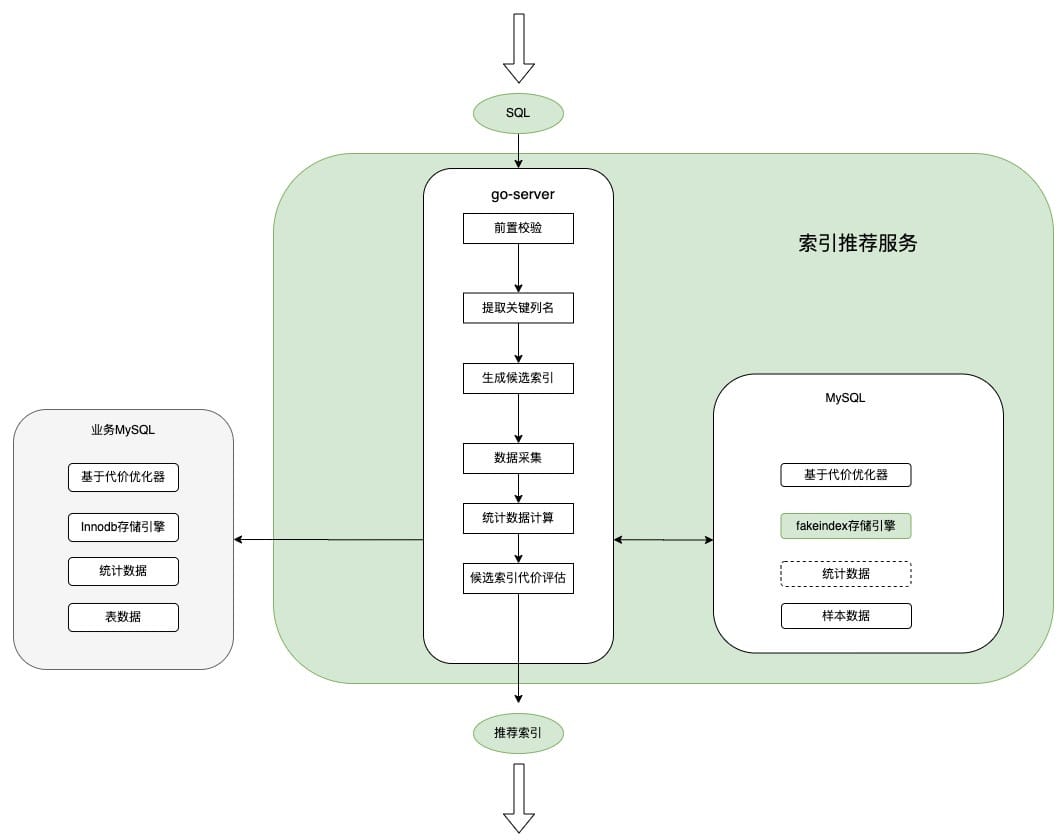 SQL
go-server
前置校验
提取关键列名
生成候选索引
数据采集
统计数据计算
候选索引代价评估
索引推荐服务
业务MySQL
基于代价优化器
Innodb存储引擎
统计数据
表数据
MySQL
基于代价优化器
fakeindex存储引擎
统计数据
样本数据
推荐索引